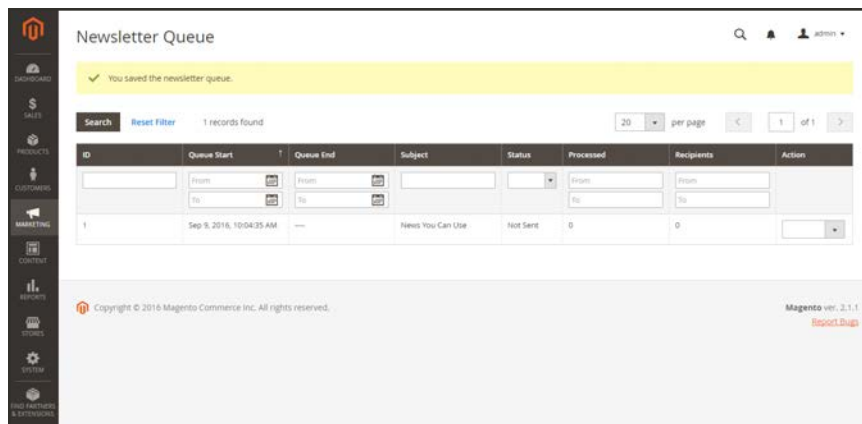 Newsletter Queue
admin
DASHBOARD
You saved the newsletter queue.
SALES
Search Reset Filter 1 records found 20 per page 1 of 1
PRODUCTS
ID Queue Start ↑ Queue End Subject Status Processed Recipients Action
From From From From
To To To To
CUSTOMERS
MARKETING
1 Sep 9, 2016, 10:04:35 AM ---- News You Can Use Not Sent 0 0
CONTENT
REPORTS
Copyright © 2016 Magento Commerce Inc. All rights reserved. Magento ver. 2.1.1
Report Bugs
STORES
SYSTEM
FIND PARTNERS
& EXTENSIONS